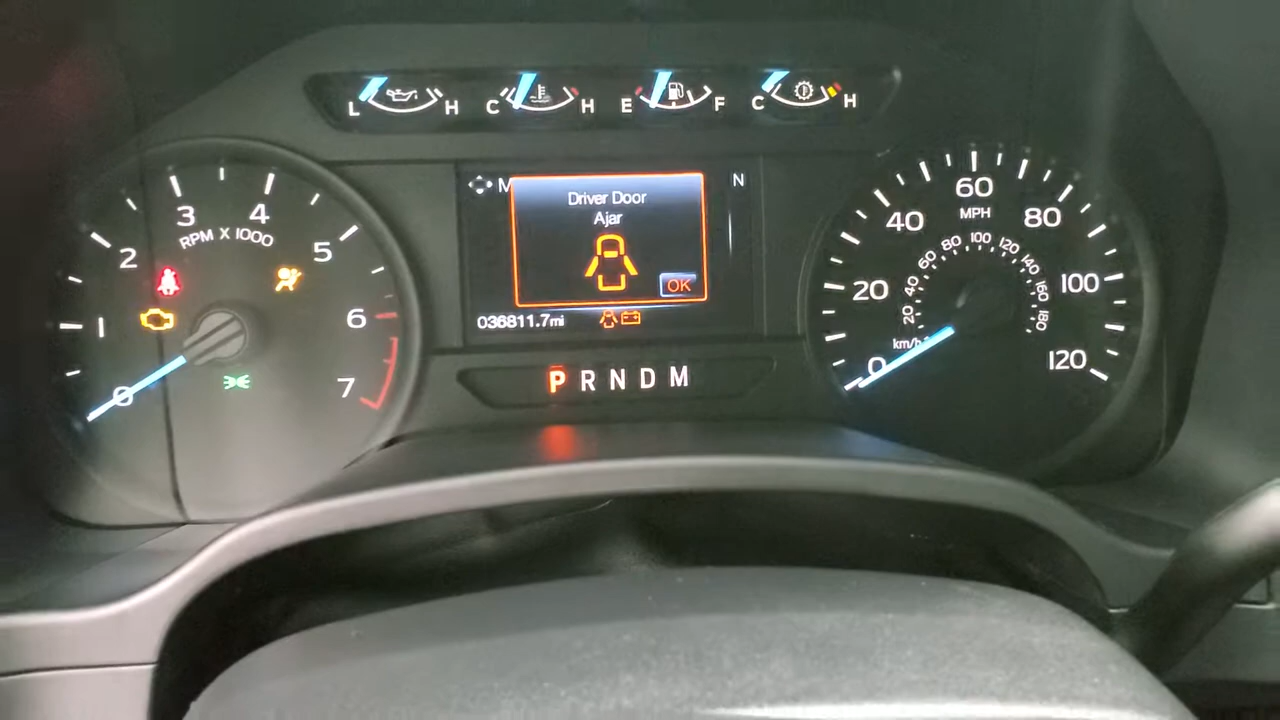 L H C H E F C H
M
N
Driver Door
Ajar
OK
036811.7mi
P R N D M
0 1 2 3 4 5 6 7
RPM X 1000
0 20 40 60 80 100 120
MPH
20 40 60 80 100 120 140 160 180
km/h